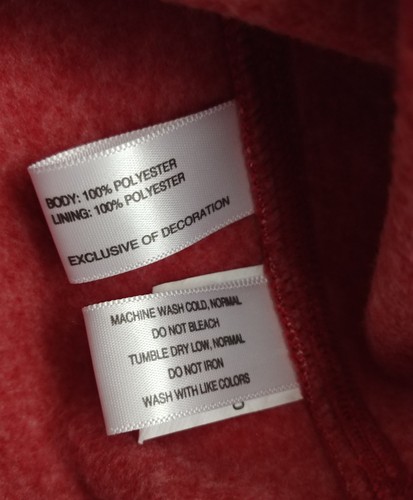 BODY: 100% POLYESTER
LINING: 100% POLYESTER
EXCLUSIVE OF DECORATION
MACHINE WASH COLD, NORMAL
DO NOT BLEACH
TUMBLE DRY LOW, NORMAL
DO NOT IRON
WASH WITH LIKE COLORS